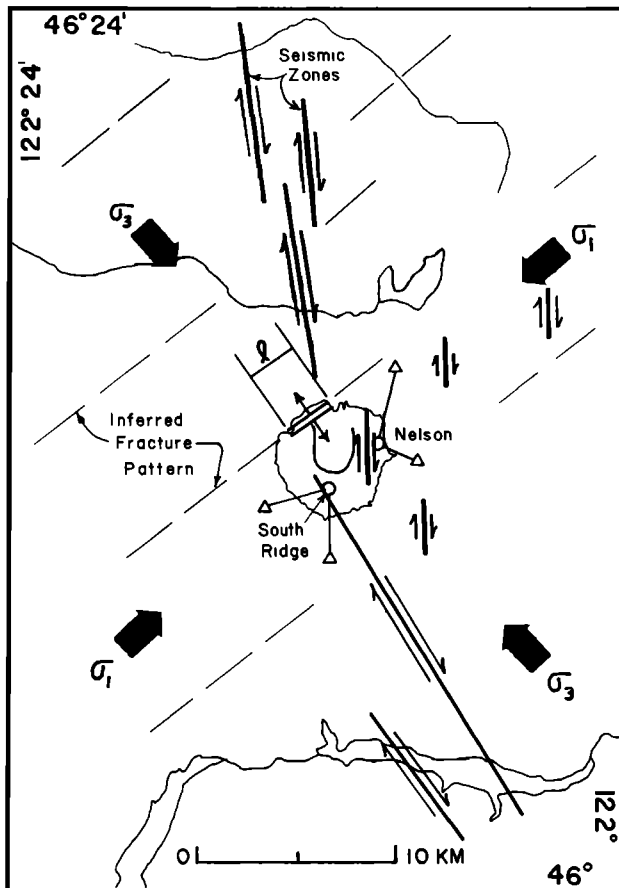 46° 24'
122° 24'
Seismic
Zones
σ3
σ1
ℓ
Inferred
Fracture
Pattern
Nelson
South
Ridge
σ1
σ3
0 10 KM
122°
46°